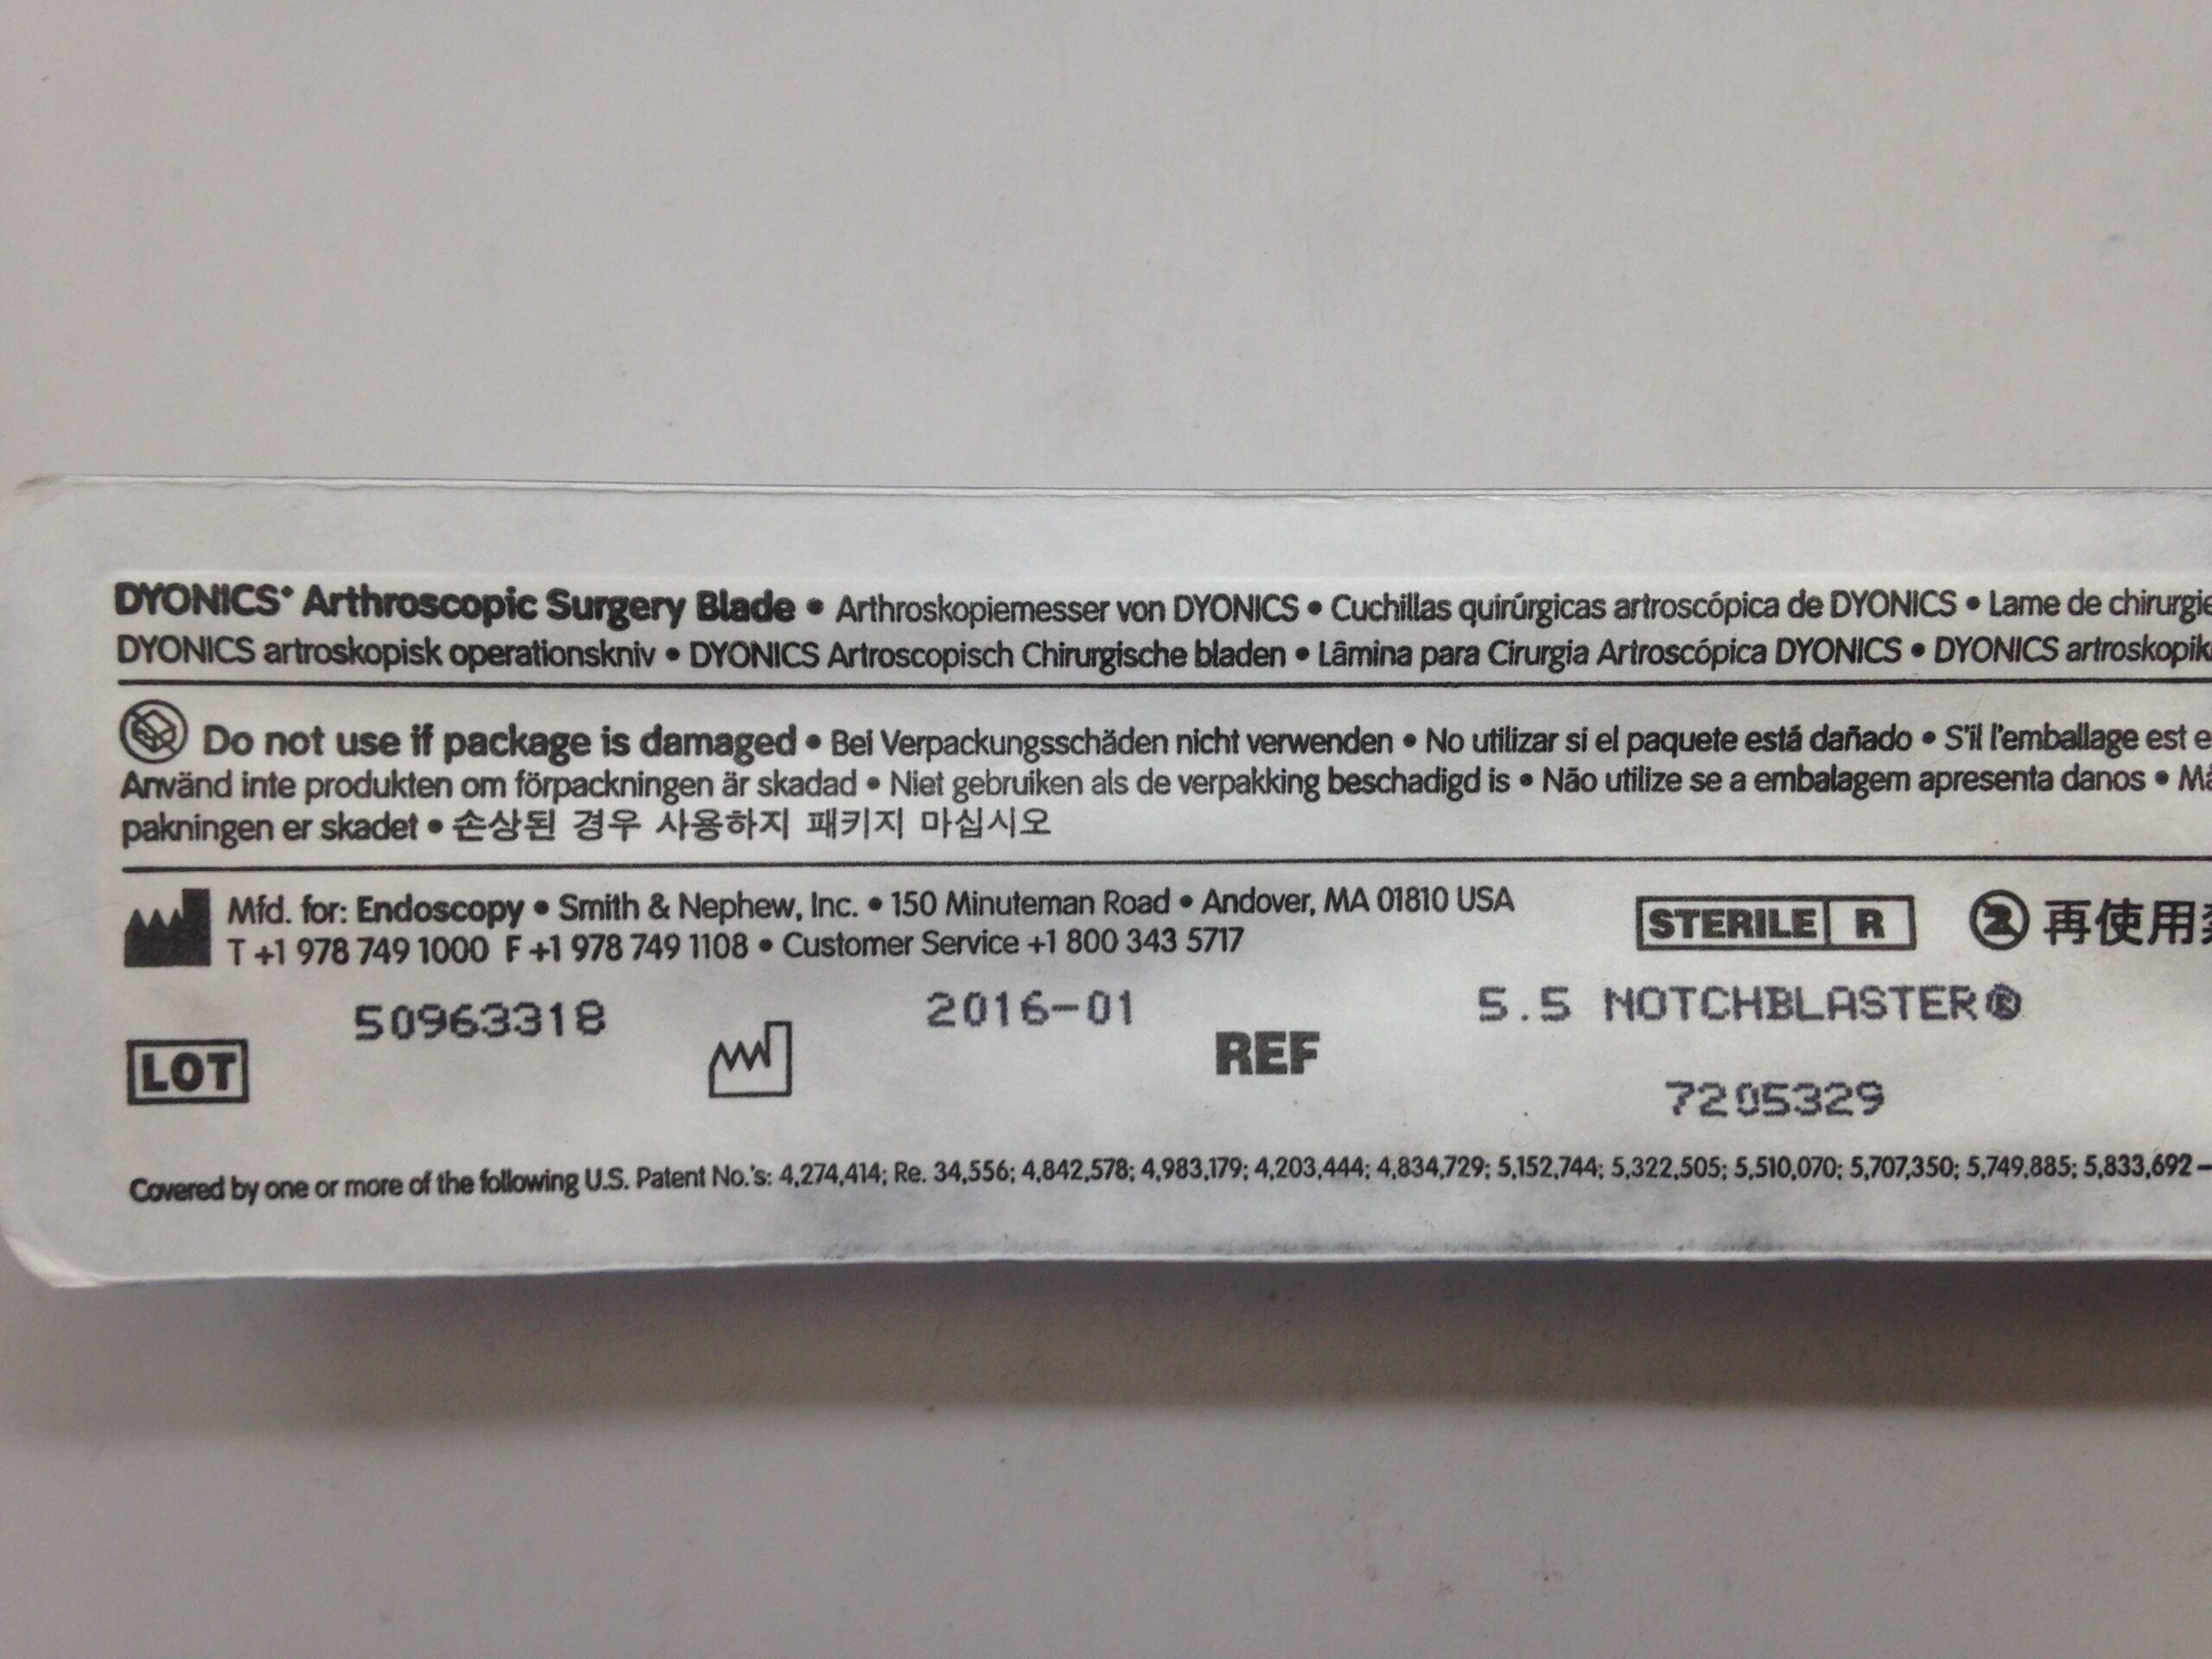 DYONICS* Arthroscopic Surgery Blade • Arthroskopiemesser von DYONICS • Cuchillas quirúrgicas artroscópica de DYONICS • Lame de chirurgie
DYONICS artroskopisk operationskniv • DYONICS Artroscopisch Chirurgische bladen • Lâmina para Cirurgia Artroscópica DYONICS • DYONICS artroskopik
Do not use if package is damaged • Bei Verpackungsschäden nicht verwenden • No utilizar si el paquete está dañado • S'il l'emballage est e
Använd inte produkten om förpackningen är skadad • Niet gebruiken als de verpakking beschadigd is • Não utilize se a embalagem apresenta danos • Må
pakningen er skadet • 손상된 경우 사용하지 패키지 마십시오
Mfd. for: Endoscopy • Smith & Nephew, Inc. • 150 Minuteman Road • Andover, MA 01810 USA
T +1 978 749 1000 F +1 978 749 1108 • Customer Service +1 800 343 5717
STERILE R 2 再使用禁
LOT 50963318 2016-01 REF 5.5 NOTCHBLASTER®
7205329
Covered by one or more of the following U.S. Patent No.'s: 4,274,414; Re. 34,556; 4,842,578; 4,983,179; 4,203,444; 4,834,729; 5,152,744; 5,322,505; 5,510,070; 5,707,350; 5,749,885; 5,833,692 –